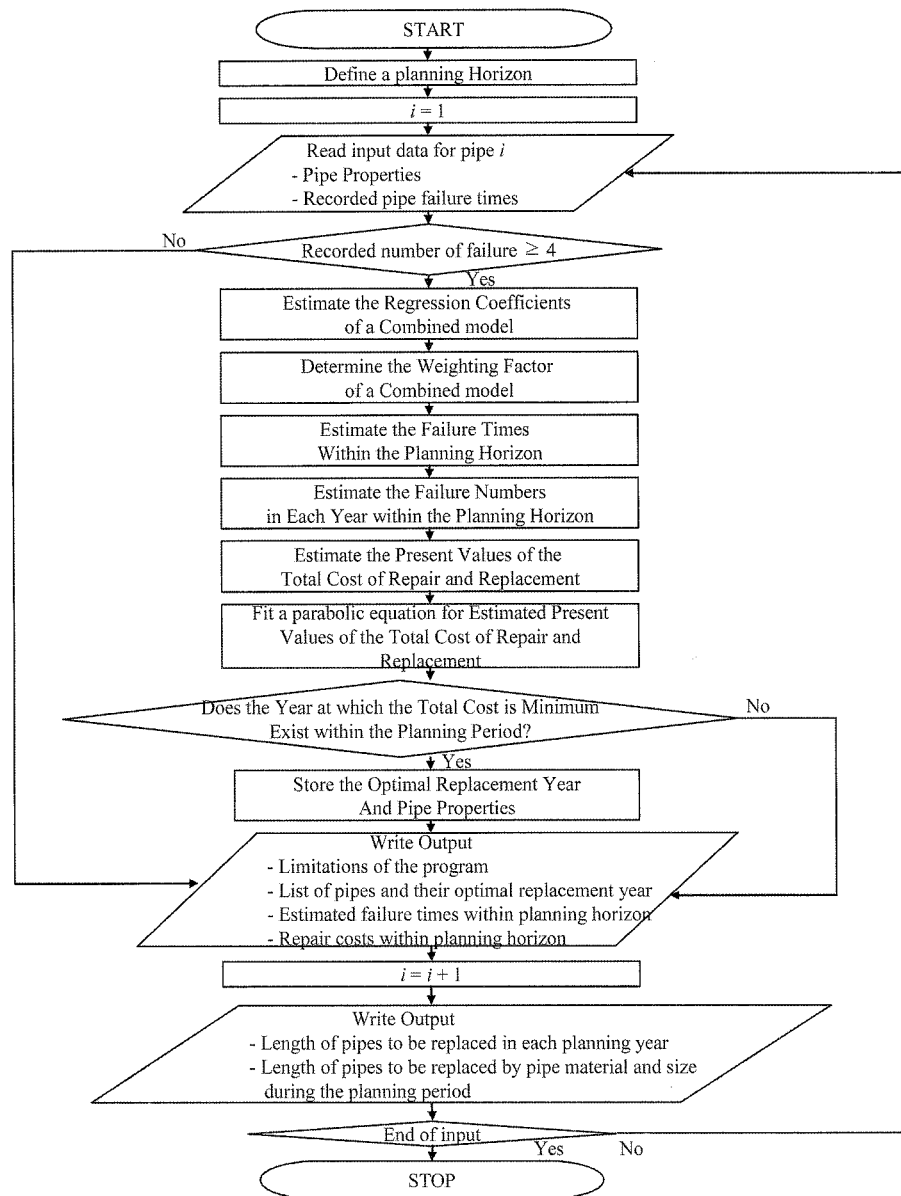 START
Define a planning Horizon
i = 1
Read input data for pipe i
- Pipe Properties
- Recorded pipe failure times
No
Recorded number of failure ≥ 4
Yes
Estimate the Regression Coefficients
of a Combined model
Determine the Weighting Factor
of a Combined model
Estimate the Failure Times
Within the Planning Horizon
Estimate the Failure Numbers
in Each Year within the Planning Horizon
Estimate the Present Values of the
Total Cost of Repair and Replacement
Fit a parabolic equation for Estimated Present
Values of the Total Cost of Repair and
Replacement
Does the Year at which the Total Cost is Minimum
Exist within the Planning Period?
No
Yes
Store the Optimal Replacement Year
And Pipe Properties
Write Output
- Limitations of the program
- List of pipes and their optimal replacement year
- Estimated failure times within planning horizon
- Repair costs within planning horizon
i = i + 1
Write Output
- Length of pipes to be replaced in each planning year
- Length of pipes to be replaced by pipe material and size
during the planning period
End of input
Yes
No
STOP